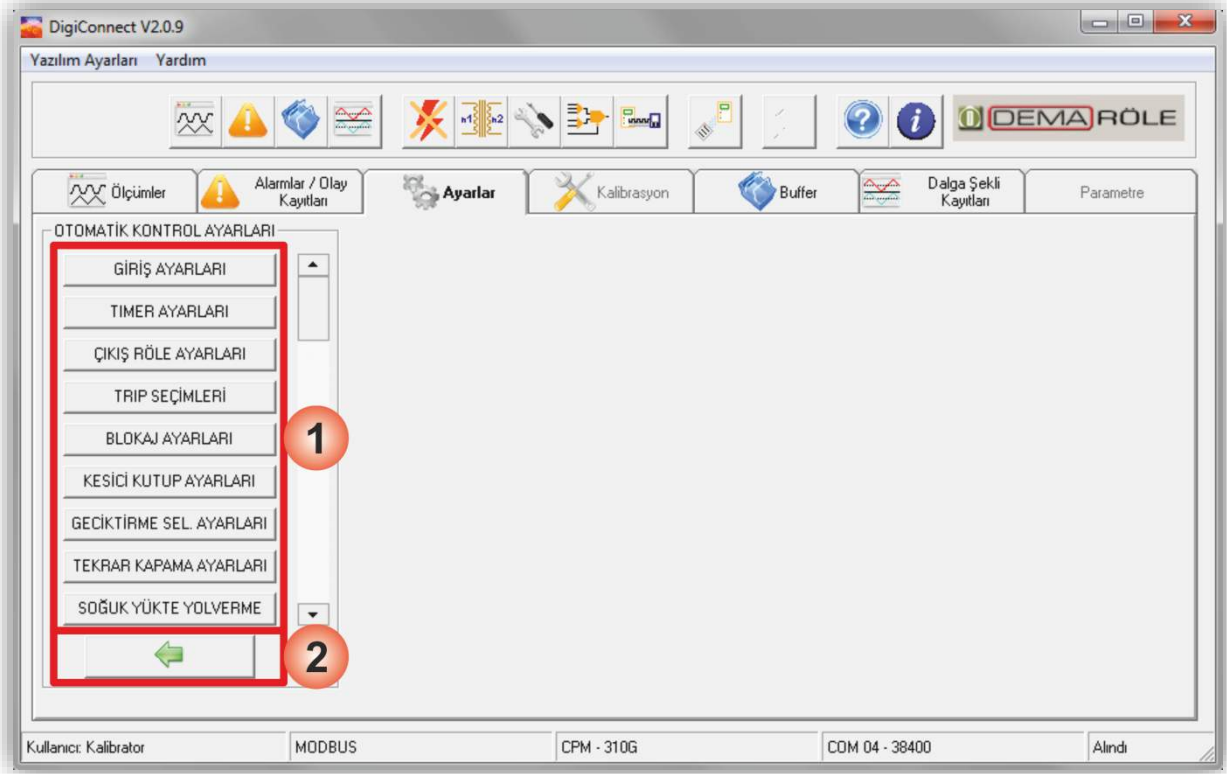 DigiConnect V2.0.9
Yazılım Ayarları Yardım
n1 n2
DEMA RÖLE
Ölçümler
Alarmlar / Olay
Kayıtları
Ayarlar
Kalibrasyon
Buffer
Dalga Şekli
Kayıtları
Parametre
OTOMATİK KONTROL AYARLARI
GİRİŞ AYARLARI
TIMER AYARLARI
ÇIKIŞ RÖLE AYARLARI
TRIP SEÇİMLERİ
BLOKAJ AYARLARI
1
KESİCİ KUTUP AYARLARI
GECİKTİRME SEL. AYARLARI
TEKRAR KAPAMA AYARLARI
SOĞUK YÜKTE YOLVERME
2
Kullanıcı: Kalibrator MODBUS CPM - 310G COM 04 - 38400 Alındı